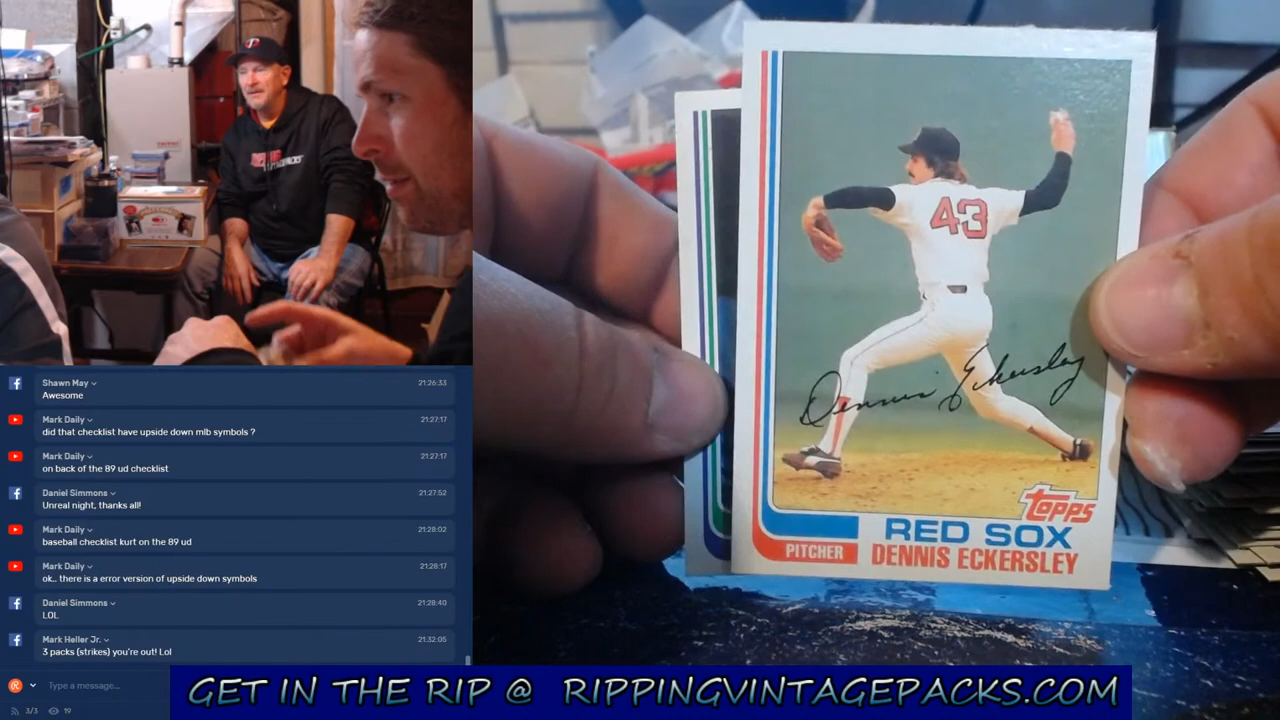 Shawn May
21:26:33
Awesome
Mark Daily
21:27:17
did that checklist have upside down mlb symbols ?
Mark Daily
21:27:17
on back of the 89 ud checklist
Daniel Simmons
21:27:52
Unreal night, thanks all!
Mark Daily
21:28:02
baseball checklist kurt on the 89 ud
Mark Daily
21:28:17
ok.. there is a error version of upside down symbols
Daniel Simmons
21:28:40
LOL
Mark Heller Jr.
21:32:05
3 packs (strikes) you're out! Lol
Type a message...
3/3
19
43
Dennis Eckersley
Topps
RED SOX
PITCHER
DENNIS ECKERSLEY
GET IN THE RIP @ RIPPINGVINTAGEPACKS.COM